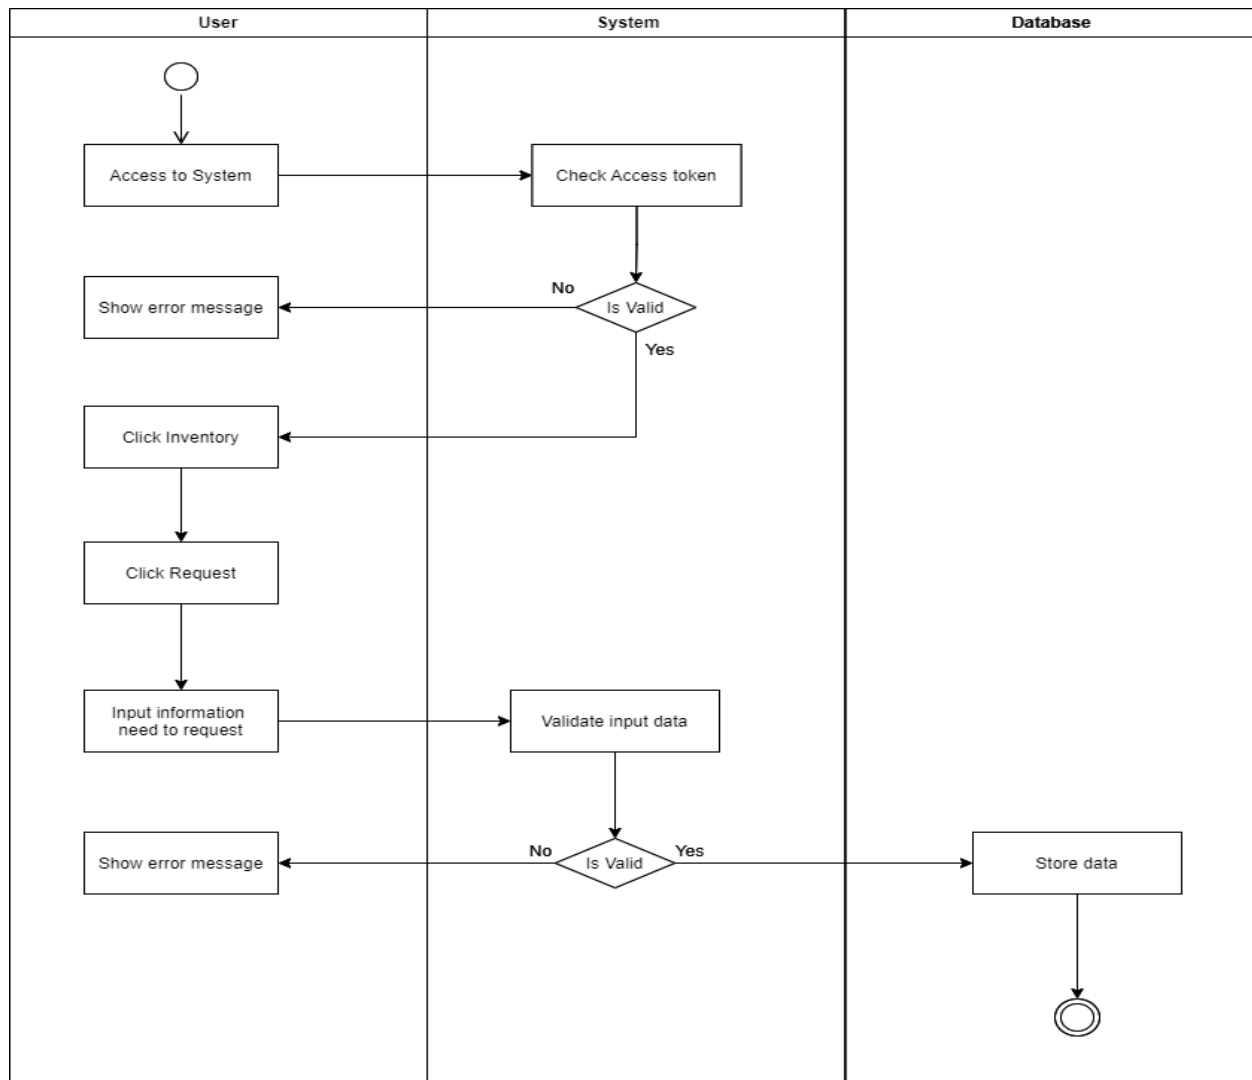 User
System
Database
Access to System
Check Access token
Show error message
No
Is Valid
Yes
Click Inventory
Click Request
Input information
need to request
Validate input data
Show error message
No
Is Valid
Yes
Store data